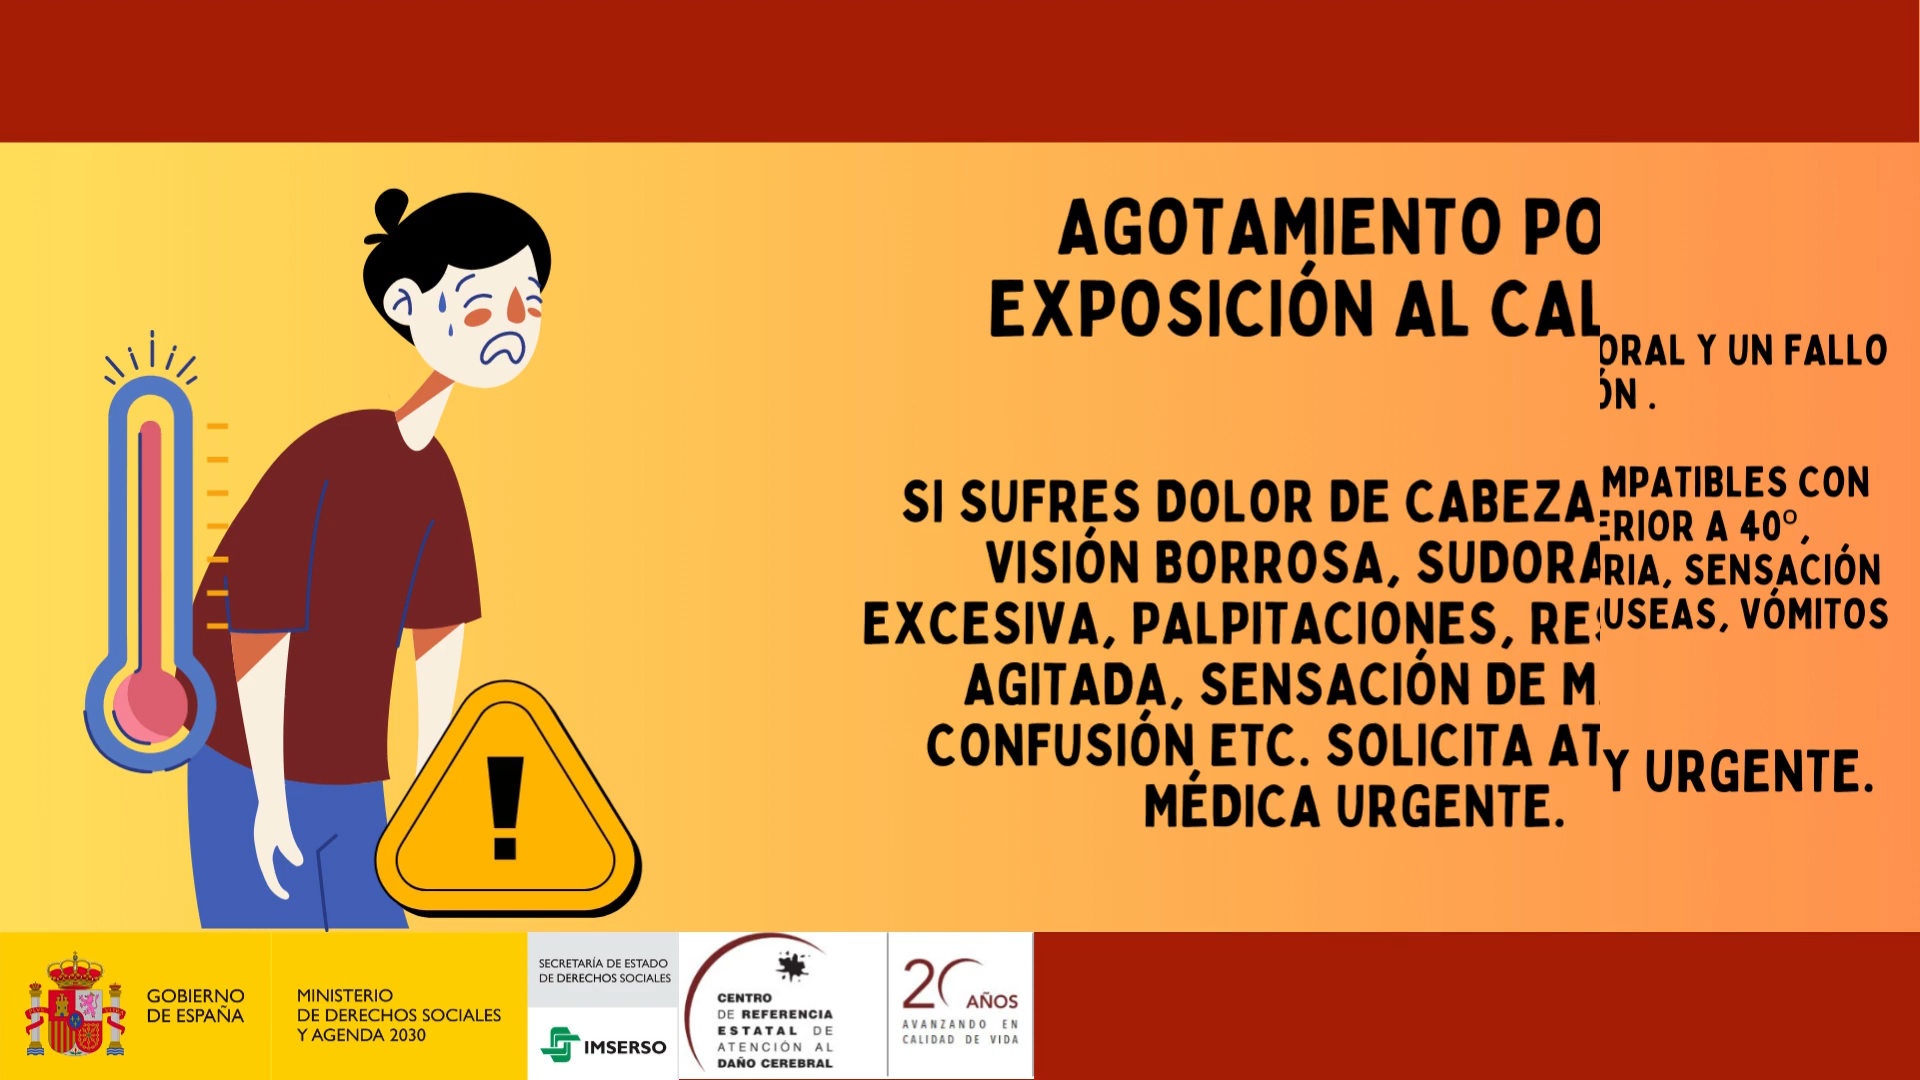 AGOTAMIENTO PO
EXPOSICIÓN AL CAL
SI SUFRES DOLOR DE CABEZA
VISIÓN BORROSA, SUDORA
EXCESIVA, PALPITACIONES, RES
AGITADA, SENSACIÓN DE M
CONFUSIÓN ETC. SOLICITA AT
MÉDICA URGENTE.
ORAL Y UN FALLO
ÓN .
MPATIBLES CON
ERIOR A 40º,
RIA, SENSACIÓN
USEAS, VÓMITOS
Y URGENTE.
GOBIERNO
DE ESPAÑA
MINISTERIO
DE DERECHOS SOCIALES
Y AGENDA 2030
SECRETARÍA DE ESTADO
DE DERECHOS SOCIALES
IMSERSO
CENTRO
DE REFERENCIA
ESTATAL DE
ATENCIÓN AL
DAÑO CEREBRAL
20 AÑOS
AVANZANDO EN
CALIDAD DE VIDA